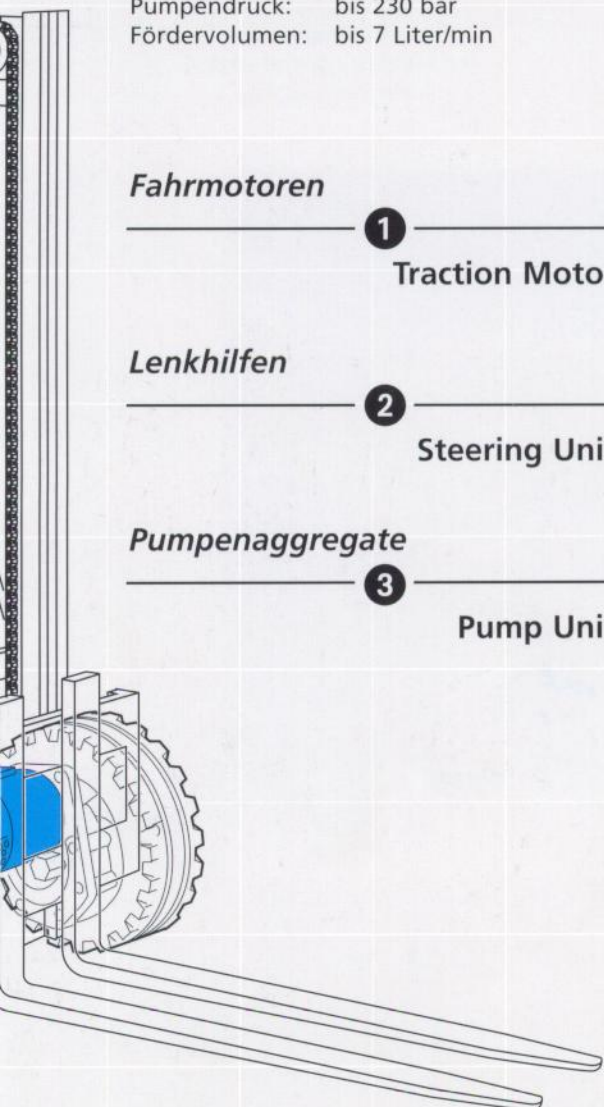 Pumpendruck: bis 230 bar
Fördervolumen: bis 7 Liter/min
Fahrmotoren
1
Traction Moto
Lenkhilfen
2
Steering Uni
Pumpenaggregate
3
Pump Uni